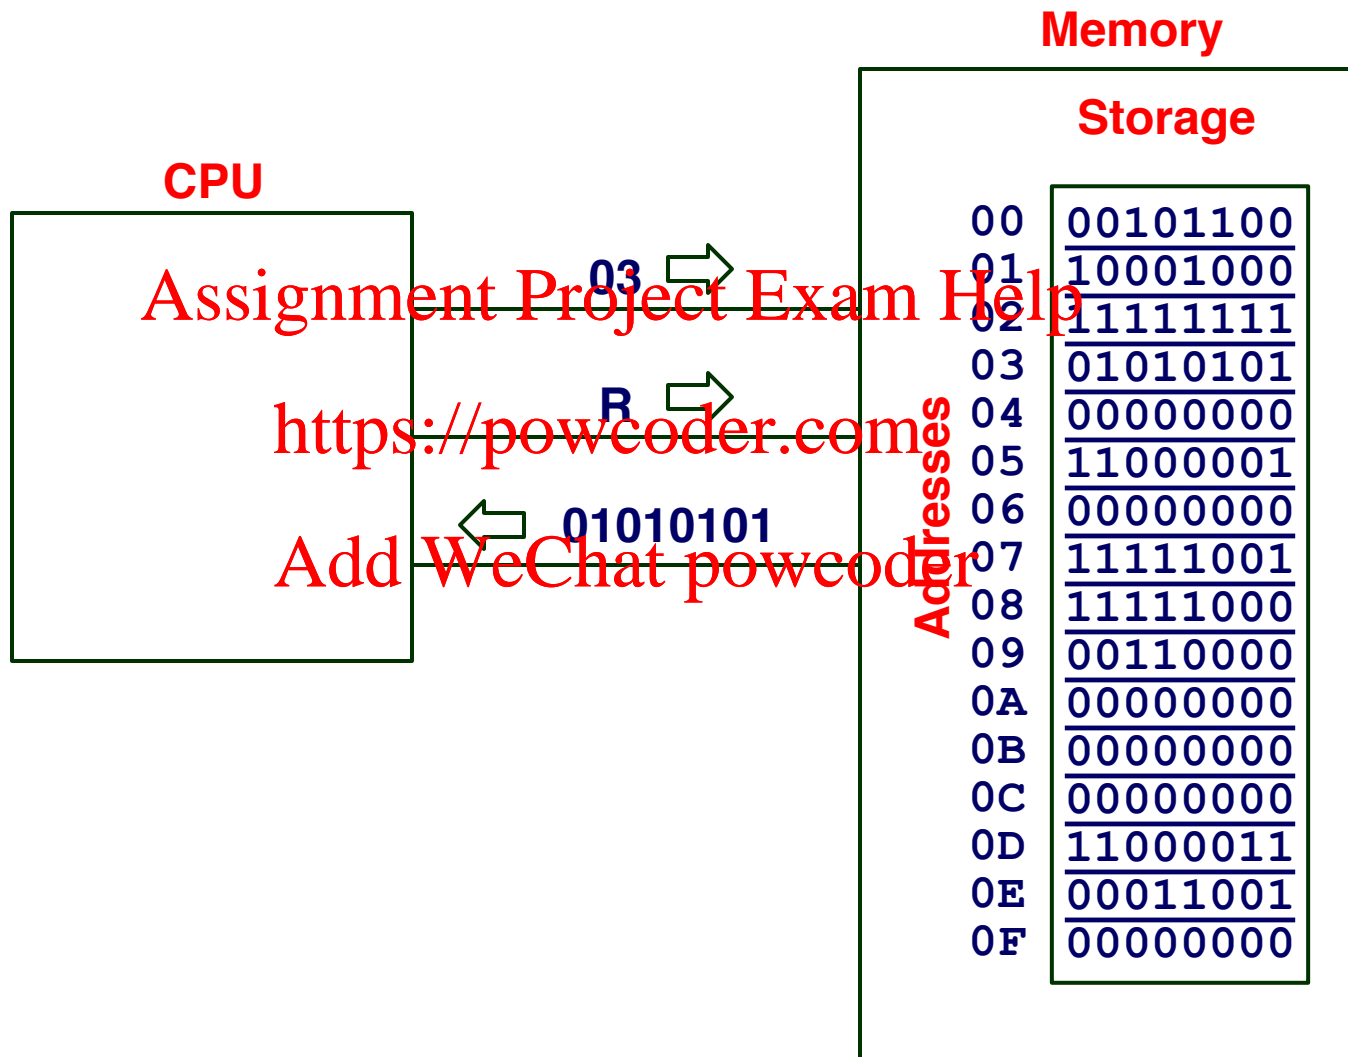 Memory
Storage
CPU
00 00101100
03
01 10001000
Assignment Project Exam Help
02 11111111
03 01010101
R
04 00000000
https://powcoder.com
Addresses
05 11000001
06 00000000
01010101
07 11111001
Add WeChat powcoder
08 11111000
09 00110000
0A 00000000
0B 00000000
0C 00000000
0D 11000011
0E 00011001
0F 00000000